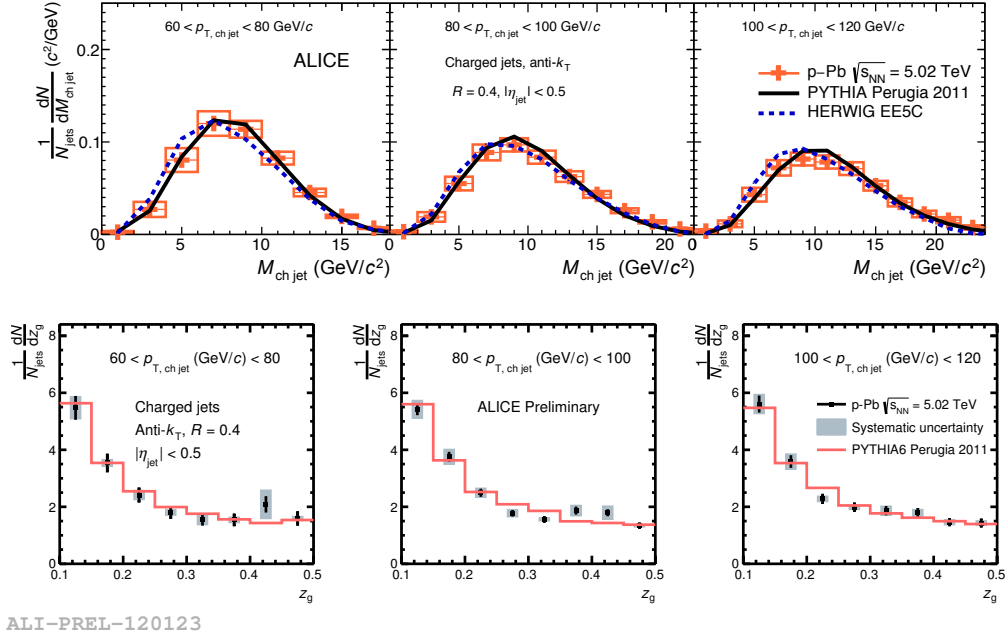 60 < p_T, ch jet < 80 GeV/c
80 < p_T, ch jet < 100 GeV/c
100 < p_T, ch jet < 120 GeV/c
ALICE
Charged jets, anti-k_T
R = 0.4, |η_jet| < 0.5
p−Pb √s_NN = 5.02 TeV
PYTHIA Perugia 2011
HERWIG EE5C
1/N_jets dN/dM_ch jet (c²/GeV)
0.2
0.1
0
0 5 10 15 0
5 10 15 20 0
5 10 15 20
M_ch jet (GeV/c²)
M_ch jet (GeV/c²)
M_ch jet (GeV/c²)
1/N_jets dN/dz_g
8
6
4
2
0
60 < p_T, ch jet (GeV/c) < 80
Charged jets
Anti-k_T, R = 0.4
|η_jet| < 0.5
0.1 0.2 0.3 0.4 0.5
z_g
1/N_jets dN/dz_g
8
6
4
2
0
80 < p_T, ch jet (GeV/c) < 100
ALICE Preliminary
0.1 0.2 0.3 0.4 0.5
z_g
1/N_jets dN/dz_g
8
6
4
2
0
100 < p_T, ch jet (GeV/c) < 120
p-Pb √s_NN = 5.02 TeV
Systematic uncertainty
PYTHIA6 Perugia 2011
0.1 0.2 0.3 0.4 0.5
z_g
ALI−PREL−120123